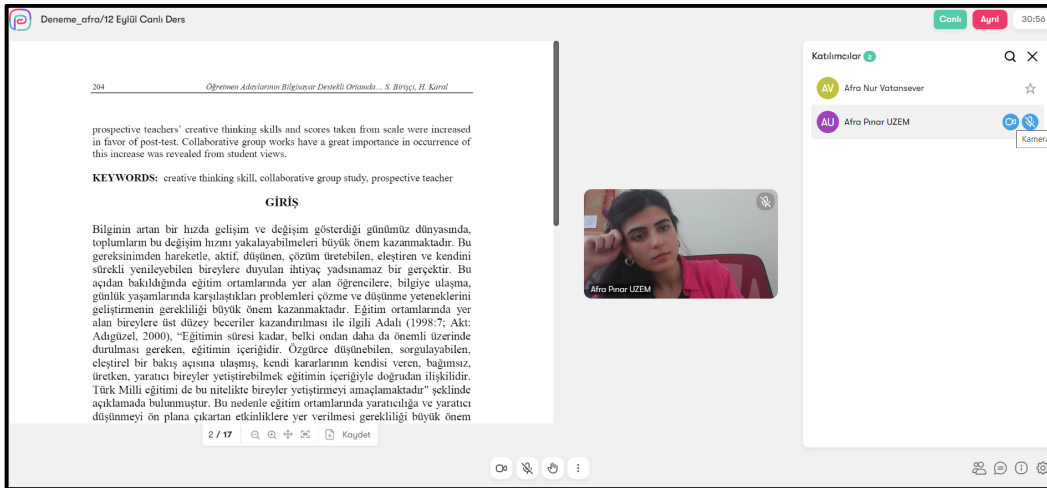 Deneme_afra/12 Eylül Canlı Ders
Canlı
Ayrıl
30:56
204
Öğretmen Adaylarının Bilgisayar Destekli Ortamda... S. Birişçi, H. Karal
prospective teachers' creative thinking skills and scores taken from scale were increased
in favor of post-test. Collaborative group works have a great importance in occurrence of
this increase was revealed from student views.
KEYWORDS: creative thinking skill, collaborative group study, prospective teacher
GİRİŞ
Bilginin artan bir hızda gelişim ve değişim gösterdiği günümüz dünyasında,
toplumların bu değişim hızını yakalayabilmeleri büyük önem kazanmaktadır. Bu
gereksinimden hareketle, aktif, düşünen, çözüm üretebilen, eleştiren ve kendini
sürekli yenileyebilen bireylere duyulan ihtiyaç yadsınamaz bir gerçektir. Bu
açıdan bakıldığında eğitim ortamlarında yer alan öğrencilere, bilgiye ulaşma,
günlük yaşamlarında karşılaştıkları problemleri çözme ve düşünme yeteneklerini
geliştirmenin gerekliliği büyük önem kazanmaktadır. Eğitim ortamlarında yer
alan bireylere üst düzey beceriler kazandırılması ile ilgili Adalı (1998:7; Akt:
Adıgüzel, 2000), “Eğitimin süresi kadar, belki ondan daha da önemli üzerinde
durulması gereken, eğitimin içeriğidir. Özgürce düşünebilen, sorgulayabilen,
eleştirel bir bakış açısına ulaşmış, kendi kararlarının kendisi veren, bağımsız,
üretken, yaratıcı bireyler yetiştirebilmek eğitimin içeriğiyle doğrudan ilişkilidir.
Türk Milli eğitimi de bu nitelikte bireyler yetiştirmeyi amaçlamaktadır" şeklinde
açıklamada bulunmuştur. Bu nedenle eğitim ortamlarında yaratıcılığa ve yaratıcı
düşünmeyi ön plana çıkartan etkinliklere yer verilmesi gerekliliği büyük önem
2 / 17
Kaydet
Afra Pınar UZEM
Katılımcılar 2
AV Afra Nur Vatansever
AU Afra Pınar UZEM
Kamera